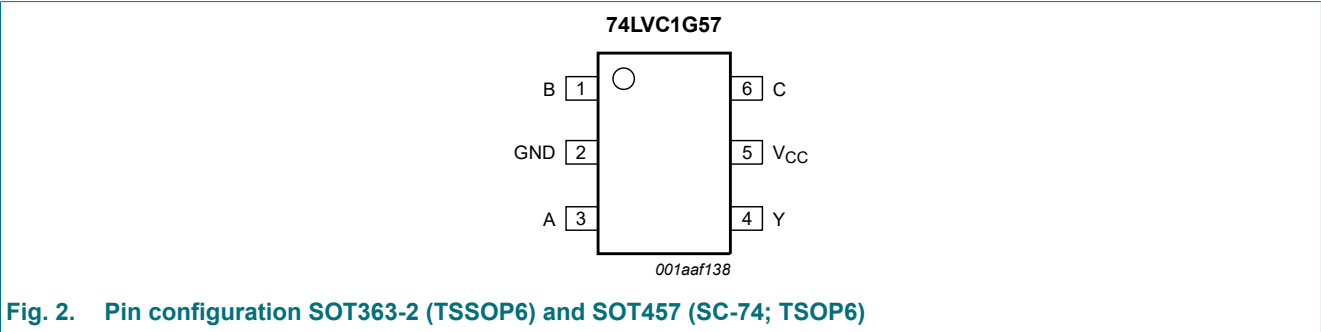 74LVC1G57
B 1 6 C
GND 2 5 VCC
A 3 4 Y
001aaf138
Fig. 2. Pin configuration SOT363-2 (TSSOP6) and SOT457 (SC-74; TSOP6)